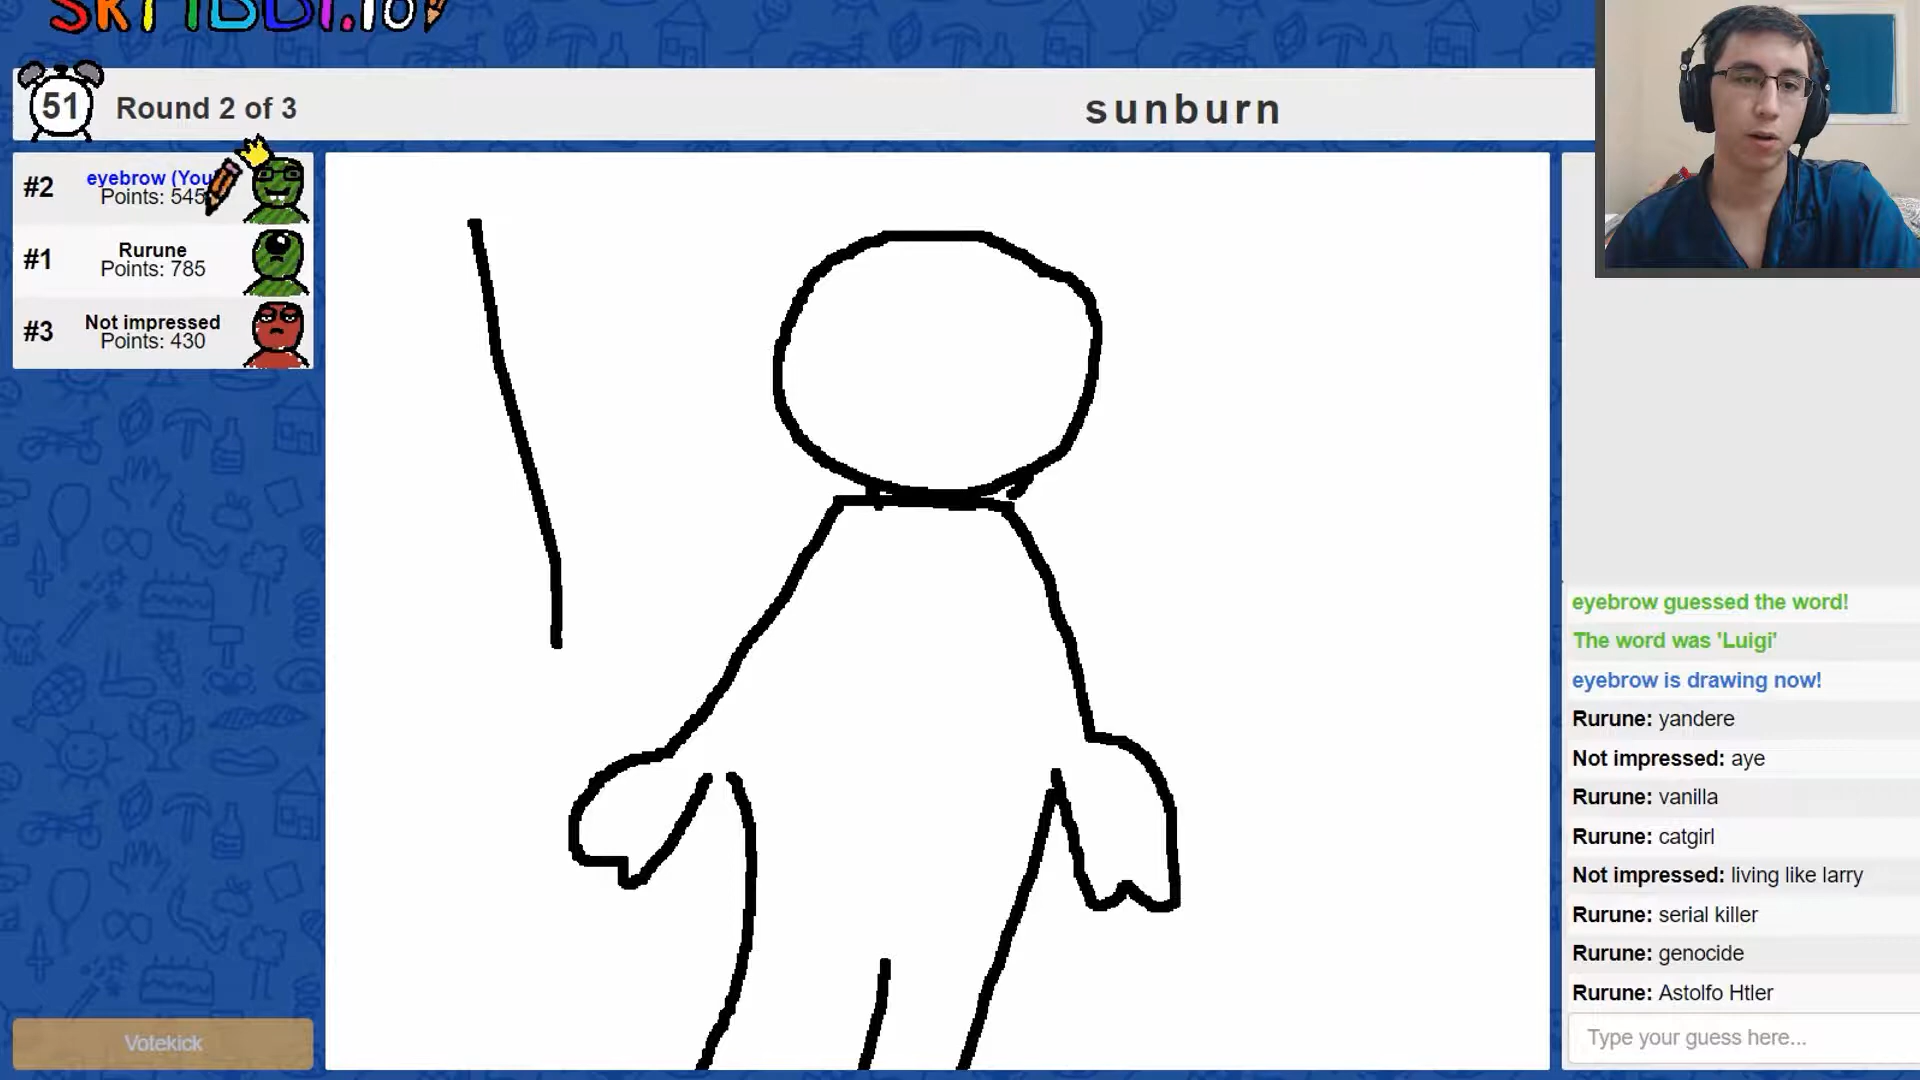 skribbl.io
51
Round 2 of 3
sunburn
#2
eyebrow (You
Points: 545
#1
Rurune
Points: 785
#3
Not impressed
Points: 430
eyebrow guessed the word!
The word was 'Luigi'
eyebrow is drawing now!
Rurune: yandere
Not impressed: aye
Rurune: vanilla
Rurune: catgirl
Not impressed: living like larry
Rurune: serial killer
Rurune: genocide
Rurune: Astolfo Htler
Type your guess here...
Votekick